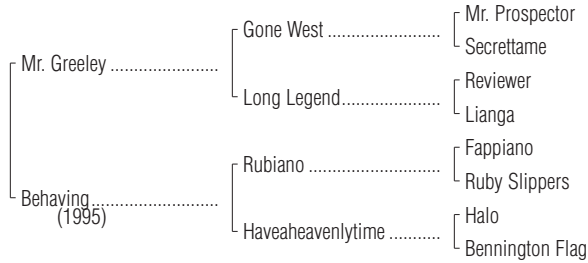 Mr. Prospector
Gone West ........................
Secrettame
Mr. Greeley .......................
Reviewer
Long Legend.....................
Lianga
Fappiano
Rubiano ............................
Ruby Slippers
Behaving...........................
(1995)
Halo
Haveaheavenlytime ...........
Bennington Flag